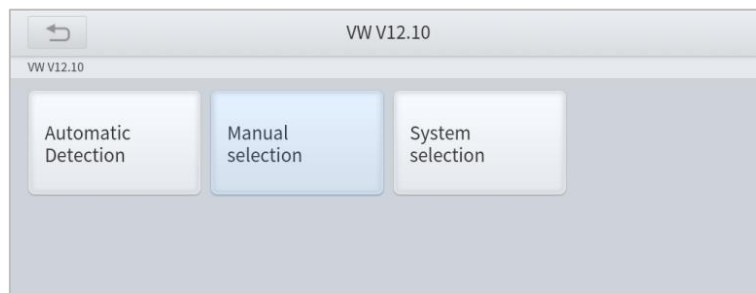 VW V12.10
VW V12.10
Automatic
Detection
Manual
selection
System
selection